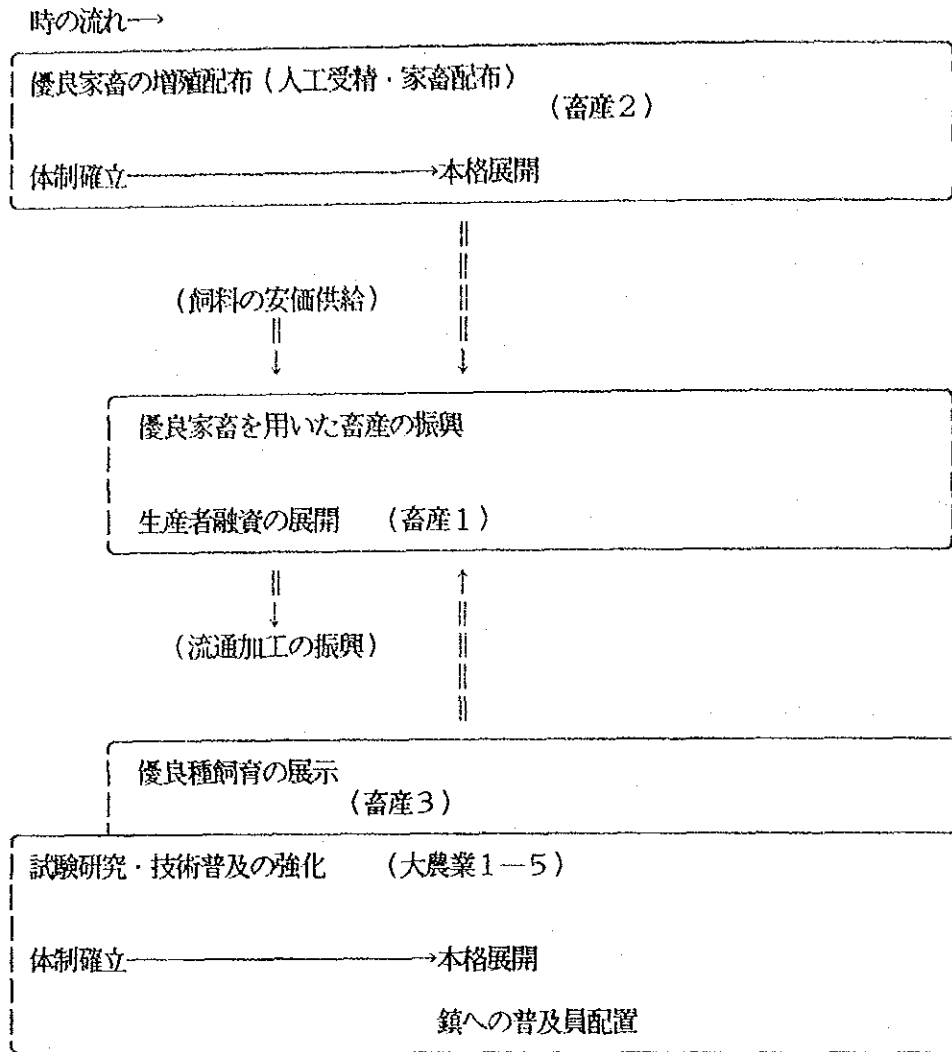 時の流れ→
優良家畜の増殖配布(人工受精・家畜配布)
(畜産2)
体制確立→本格展開
(飼料の安価供給)
優良家畜を用いた畜産の振興
生産者融資の展開 (畜産1)
(流通加工の振興)
優良種飼育の展示
(畜産3)
試験研究・技術普及の強化 (大農業1-5)
体制確立→本格展開
鎮への普及員配置